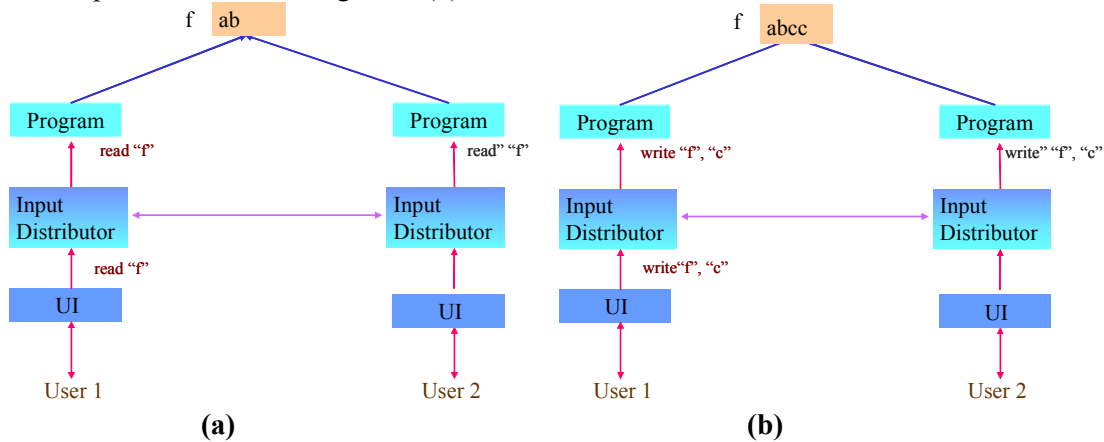 f ab
Program
Program
read “f”
read” “f”
Input
Distributor
Input
Distributor
read “f”
UI
UI
User 1
User 2
(a)
f abcc
Program
Program
write “f”, “c”
write” “f”, “c”
Input
Distributor
Input
Distributor
write“f”, “c”
UI
UI
User 1
User 2
(b)